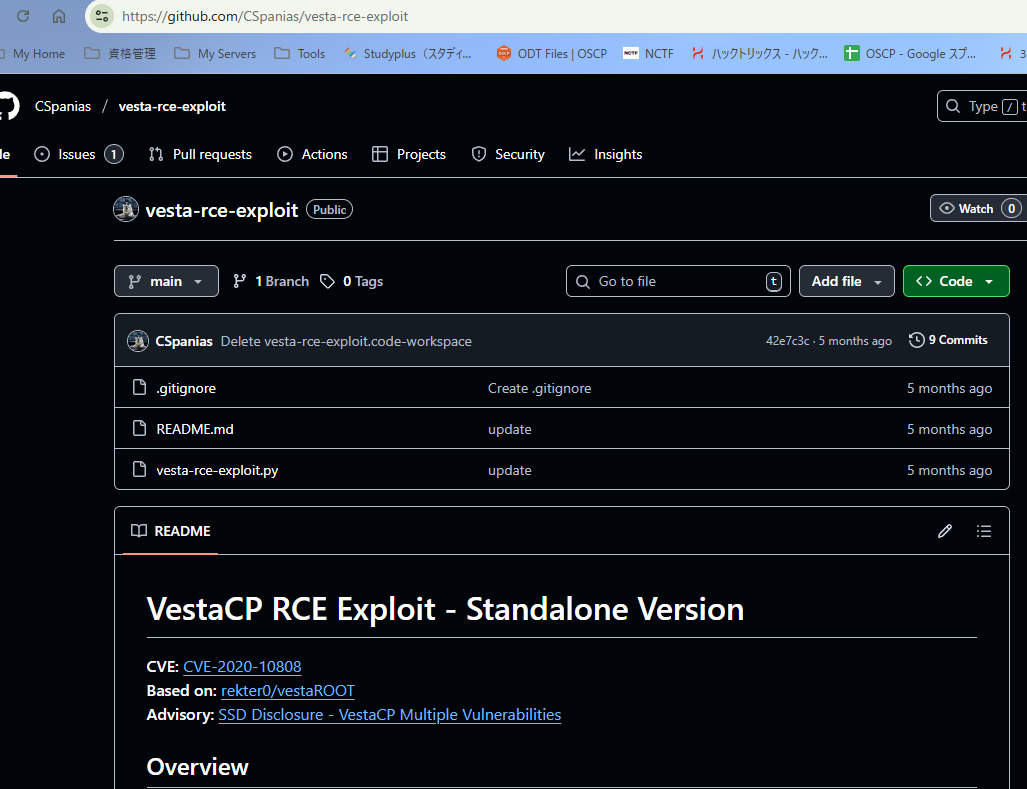 https://github.com/CSpanias/vesta-rce-exploit
My Home 資格管理 My Servers Tools Studyplus（スタディ... ODT Files | OSCP NCTF NCTF ハックトリックス - ハック... OSCP - Google スプ... 3
CSpanias / vesta-rce-exploit
Type / t
de Issues 1 Pull requests Actions Projects Security Insights
vesta-rce-exploit Public
Watch 0
main 1 Branch 0 Tags
Go to file t Add file Code
CSpanias Delete vesta-rce-exploit.code-workspace 42e7c3c · 5 months ago 9 Commits
.gitignore Create .gitignore 5 months ago
README.md update 5 months ago
vesta-rce-exploit.py update 5 months ago
README
VestaCP RCE Exploit - Standalone Version
CVE: CVE-2020-10808
Based on: rekter0/vestaROOT
Advisory: SSD Disclosure - VestaCP Multiple Vulnerabilities
Overview